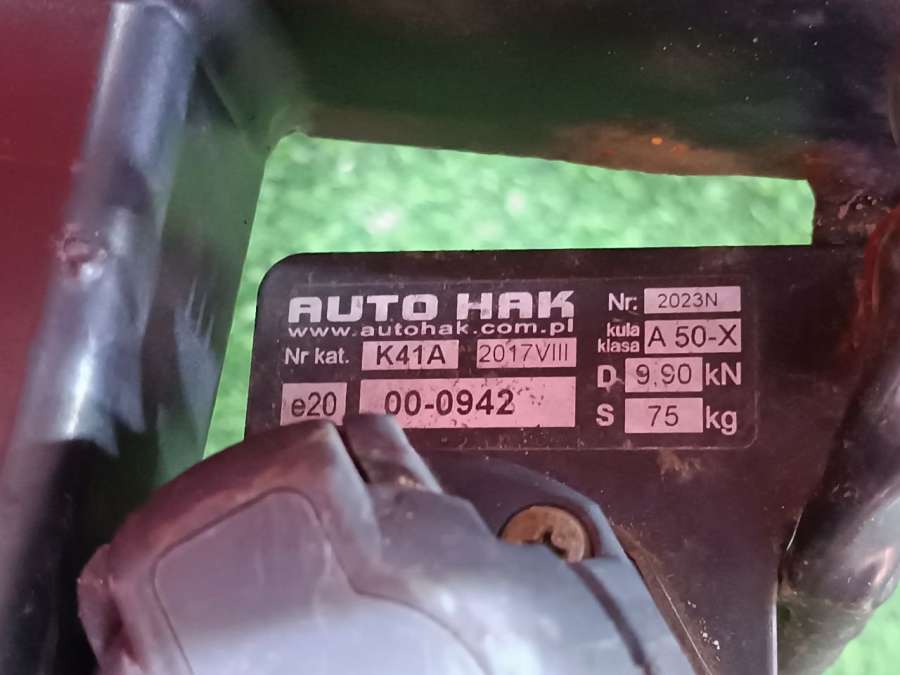 AUTO HAK
www.autohak.com.pl
Nr kat. K41A 2017VIII
e20 00-0942
Nr: 2023N
kula klasa A 50-X
D 9,90 kN
S 75 kg